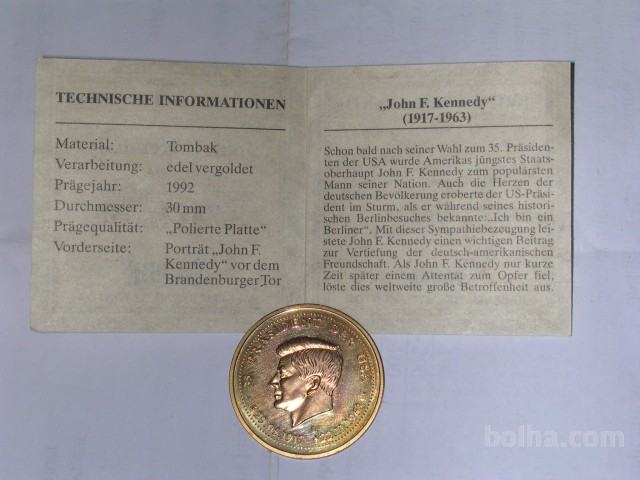 TECHNISCHE INFORMATIONEN
Material: Tombak
Verarbeitung: edel vergoldet
Prägejahr: 1992
Durchmesser: 30 mm
Prägequalität: „Polierte Platte“
Vorderseite: Porträt „John F.
Kennedy“ vor dem
Brandenburger Tor
„John F. Kennedy“
(1917-1963)
Schon bald nach seiner Wahl zum 35. Präsiden-
ten der USA wurde Amerikas jüngstes Staats-
oberhaupt John F. Kennedy zum populärsten
Mann seiner Nation. Auch die Herzen der
deutschen Bevölkerung eroberte der US-Präsi-
dent im Sturm, als er während seines histori-
schen Berlinbesuches bekannte: „Ich bin ein
Berliner“. Mit dieser Sympathiebezeugung lei-
stete John F. Kennedy einen wichtigen Beitrag
zur Vertiefung der deutsch-amerikanischen
Freundschaft. Als John F. Kennedy nur kurze
Zeit später einem Attentat zum Opfer fiel,
löste dies weltweite große Betroffenheit aus.
PRÄSIDENT DER USA
bolha.com